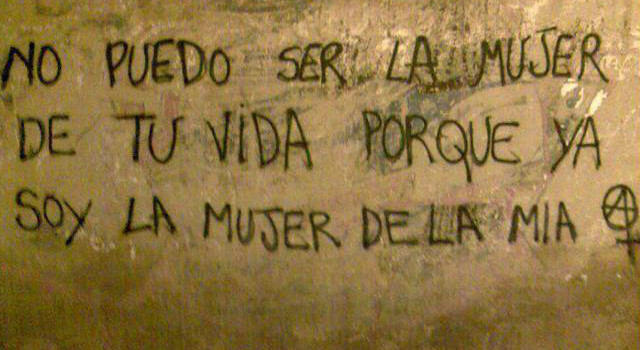 NO PUEDO SER LA MUJER
DE TU VIDA PORQUE YA
SOY LA MUJER DE LA MIA